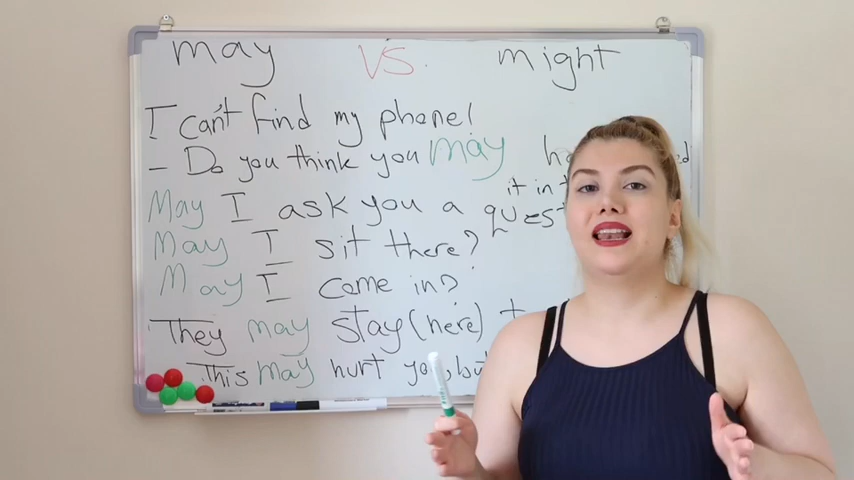 may vs. might
I can't find my phone!
- Do you think you may
it in
May I ask you a
May I sit there?
May I come in?
They may stay (here)
This may hurt you, but